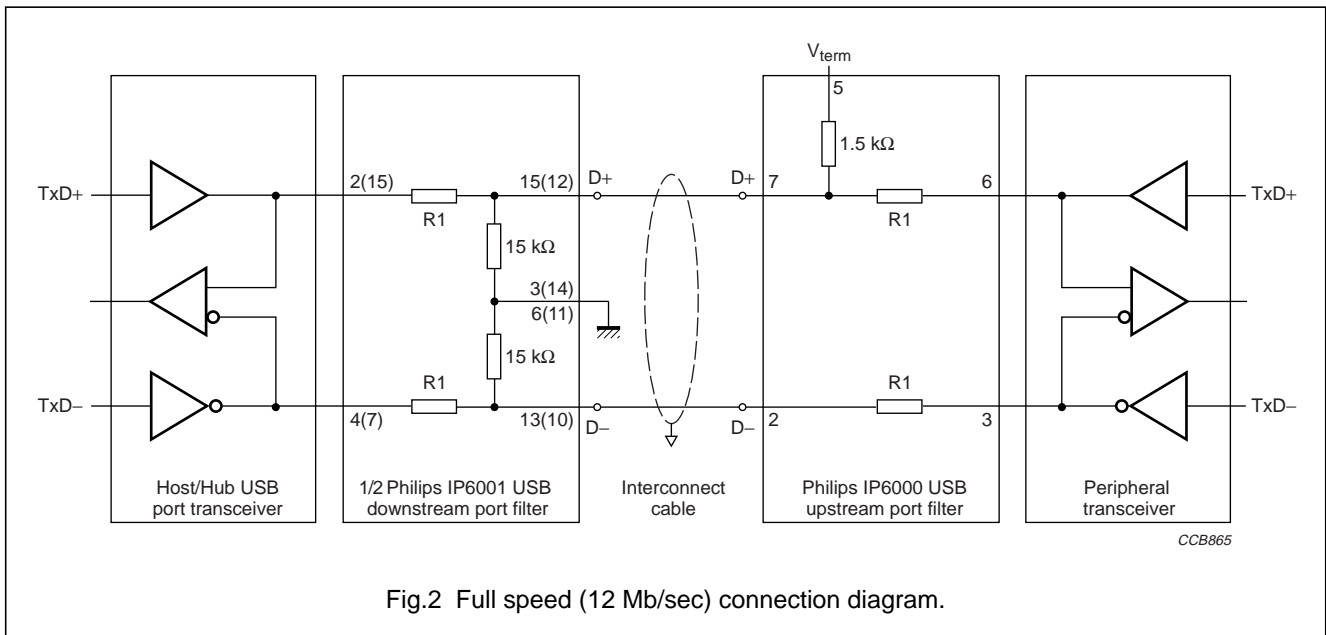 Vterm
5
1.5 kΩ
TxD+
2(15)
R1
15(12)
D+
D+
7
R1
6
TxD+
15 kΩ
3(14)
6(11)
15 kΩ
TxD−
4(7)
R1
13(10)
D−
D−
2
R1
3
TxD−
Host/Hub USB
port transceiver
1/2 Philips IP6001 USB
downstream port filter
Interconnect
cable
Philips IP6000 USB
upstream port filter
Peripheral
transceiver
CCB865
Fig.2 Full speed (12 Mb/sec) connection diagram.